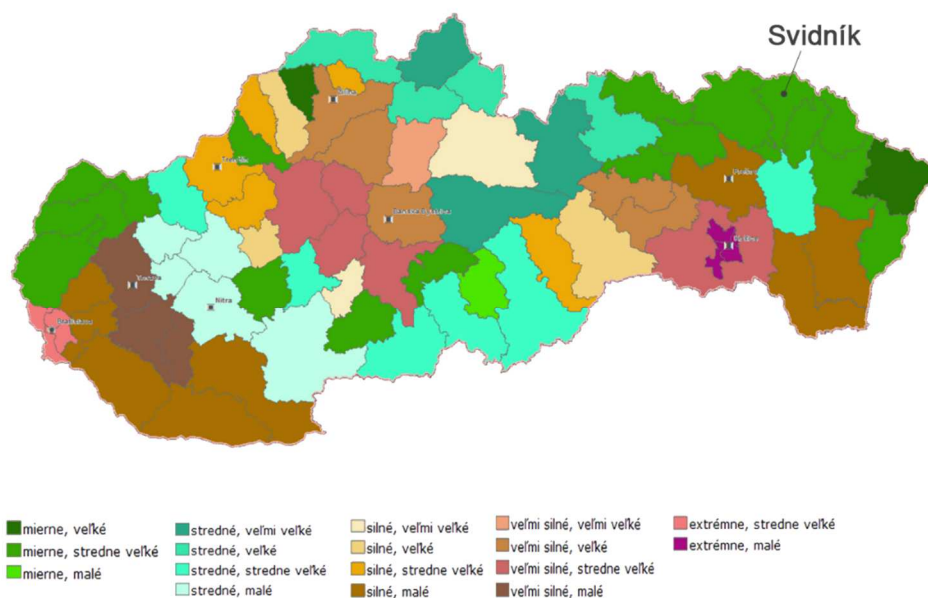 Svidník
Nitra
mierne, veľké
mierne, stredne veľké
mierne, malé
stredné, veľmi veľké
stredné, veľké
stredné, stredne veľké
stredné, malé
silné, veľmi veľké
silné, veľké
silné, stredne veľké
silné, malé
veľmi silné, veľmi veľké
veľmi silné, veľké
veľmi silné, stredne veľké
veľmi silné, malé
extrémne, stredne veľké
extrémne, malé